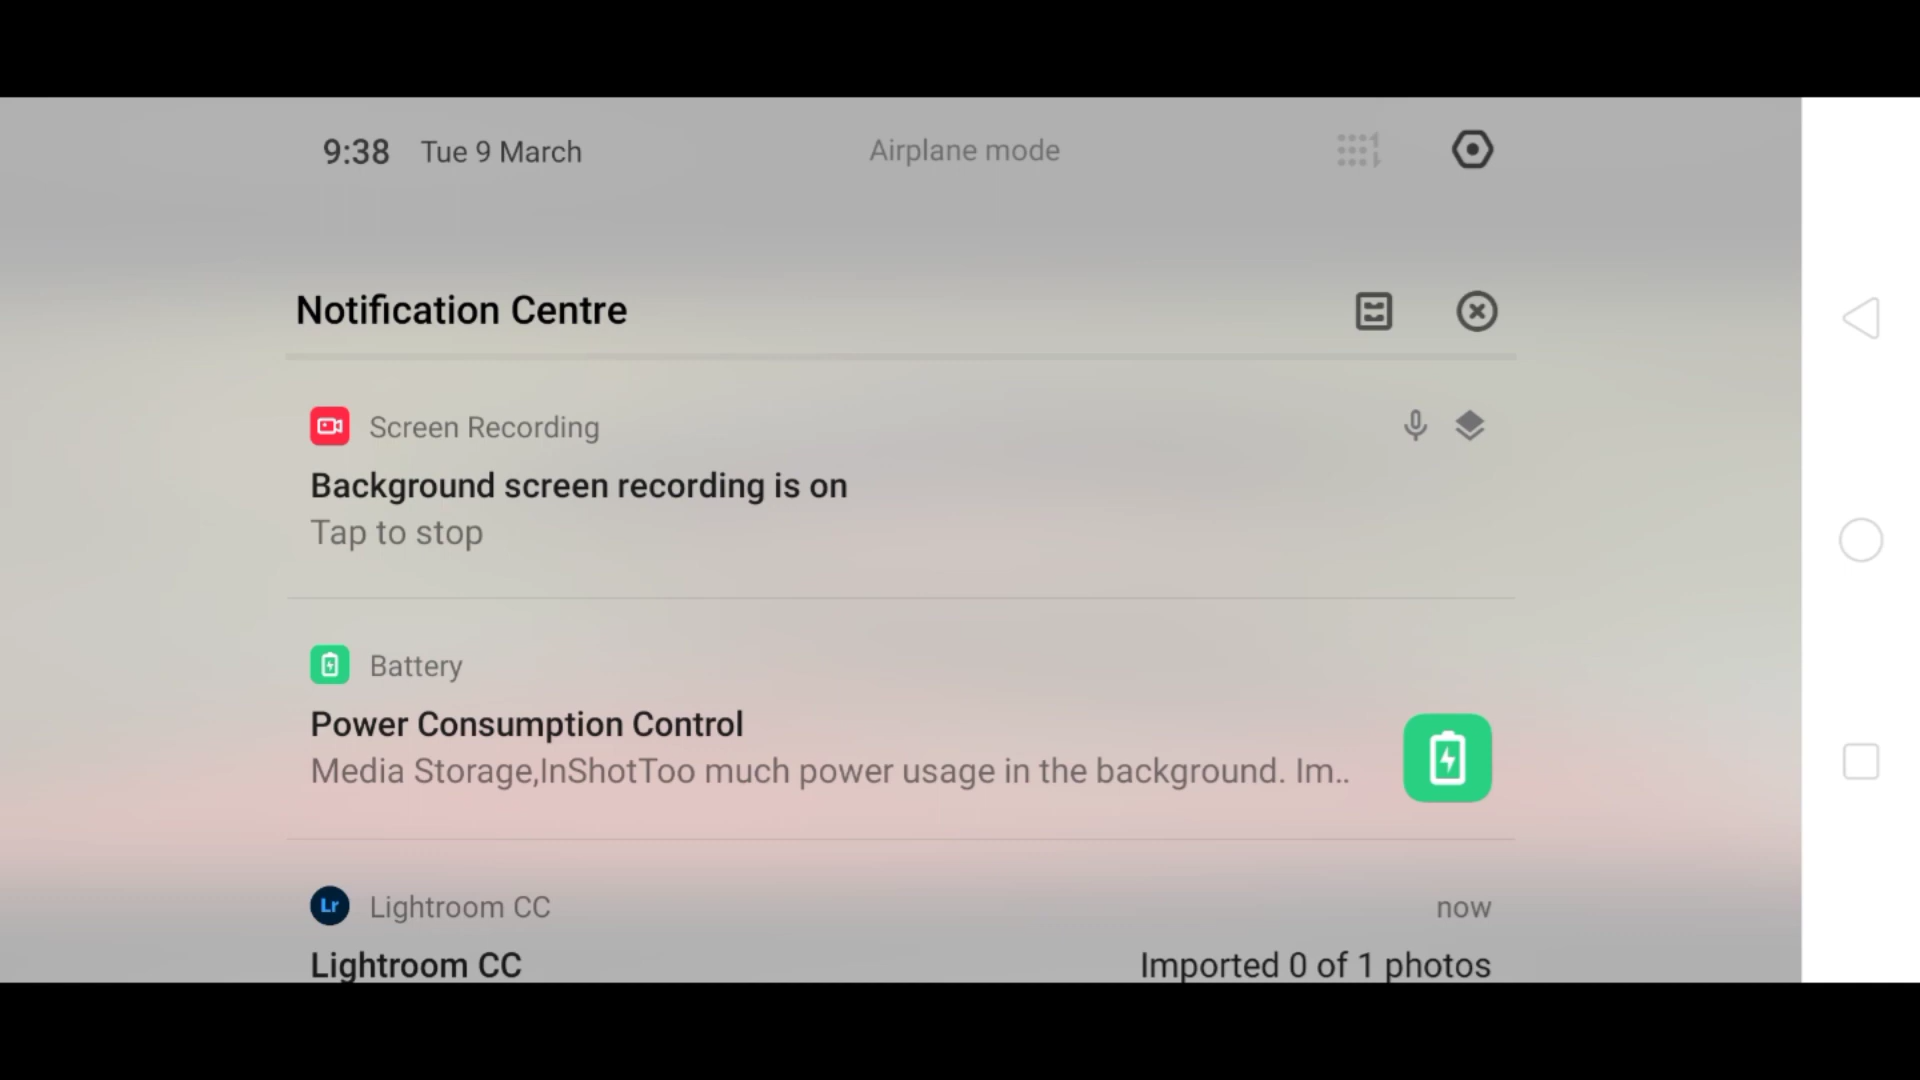 9:38 Tue 9 March Airplane mode
Notification Centre
Screen Recording
Background screen recording is on
Tap to stop
Battery
Power Consumption Control
Media Storage,InShotToo much power usage in the background. Im..
Lr Lightroom CC now
Lightroom CC Imported 0 of 1 photos